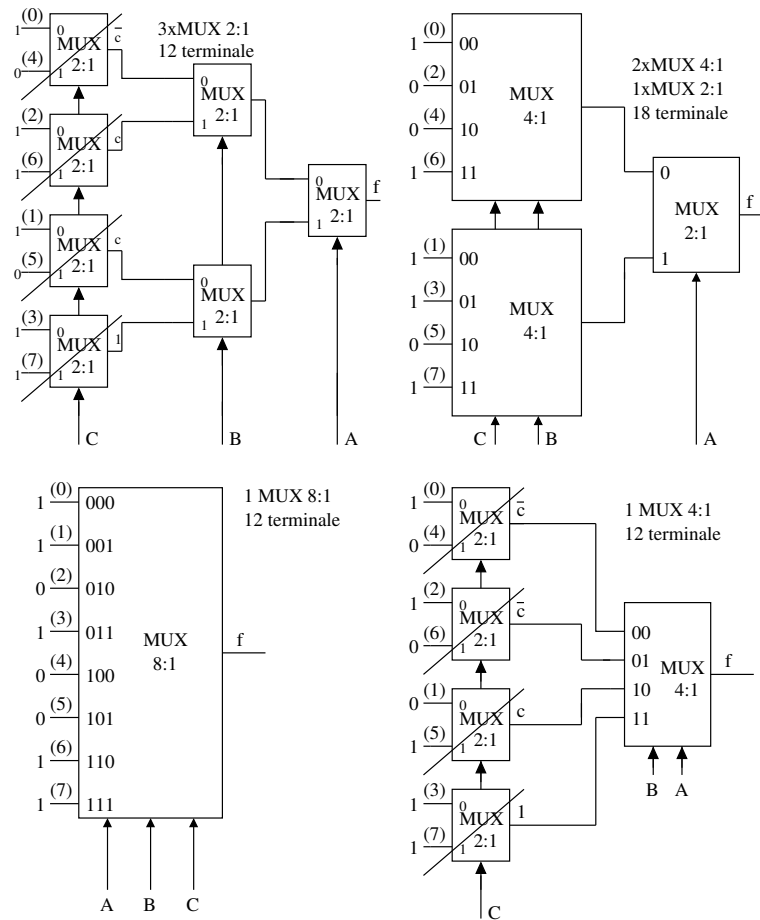 3xMUX 2:1
12 terminale
(0)
1
0
MUX
2:1
c̅
(4)
0
1
(2)
1
0
MUX
2:1
c
(6)
1
1
(1)
1
0
MUX
2:1
c
(5)
0
1
(3)
1
0
MUX
2:1
1
(7)
1
1
0
MUX
1
2:1
0
MUX
1
2:1
0
MUX
1
2:1
f
C
B
A
2xMUX 4:1
1xMUX 2:1
18 terminale
(0)
1
00
(2)
0
01
(4)
0
10
(6)
1
11
MUX
4:1
(1)
1
00
(3)
1
01
(5)
0
10
(7)
1
11
MUX
4:1
0
MUX
2:1
1
f
C
B
A
1 MUX 8:1
12 terminale
(0)
1
000
(1)
1
001
(2)
0
010
(3)
1
011
(4)
0
100
(5)
0
101
(6)
1
110
(7)
1
111
MUX
8:1
f
A
B
C
1 MUX 4:1
12 terminale
(0)
1
0
MUX
2:1
c̅
(4)
0
1
(2)
1
0
MUX
2:1
c̅
(6)
0
1
(1)
0
0
MUX
2:1
c
(5)
1
1
(3)
1
0
MUX
2:1
1
(7)
1
1
00
01
10
11
MUX
4:1
f
B
A
C